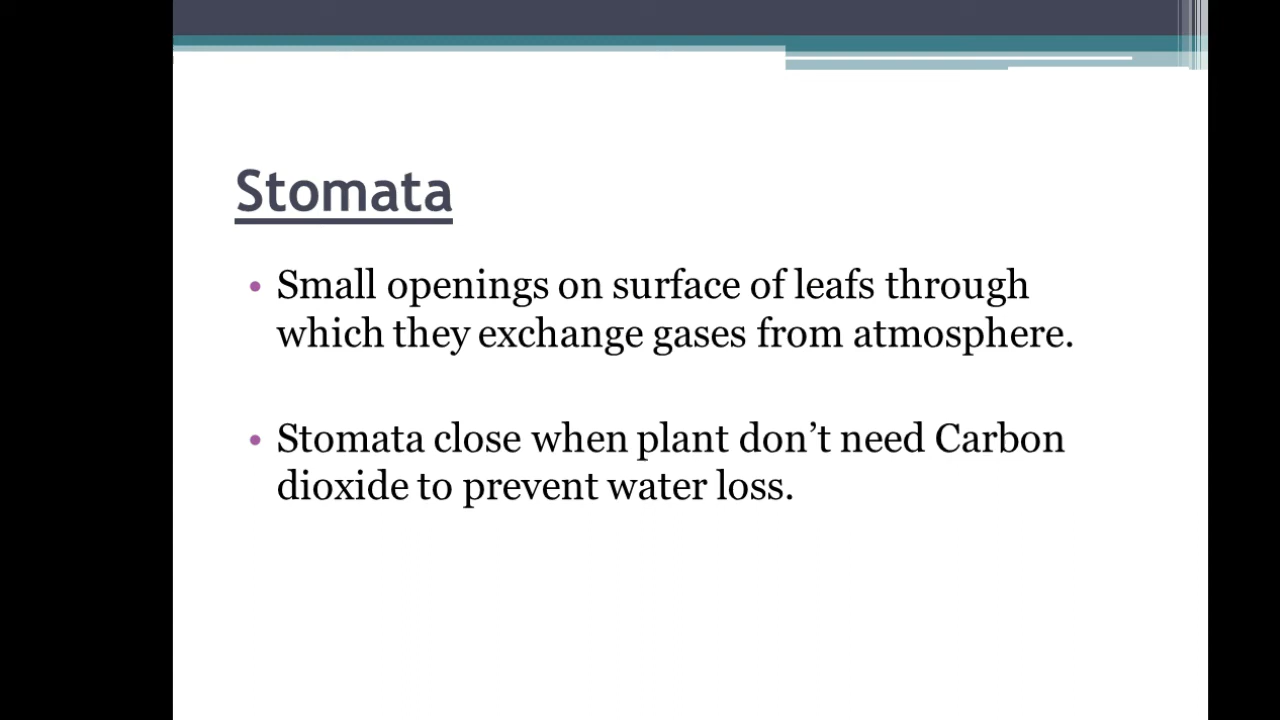 Stomata
• Small openings on surface of leafs through
which they exchange gases from atmosphere.
• Stomata close when plant don’t need Carbon
dioxide to prevent water loss.